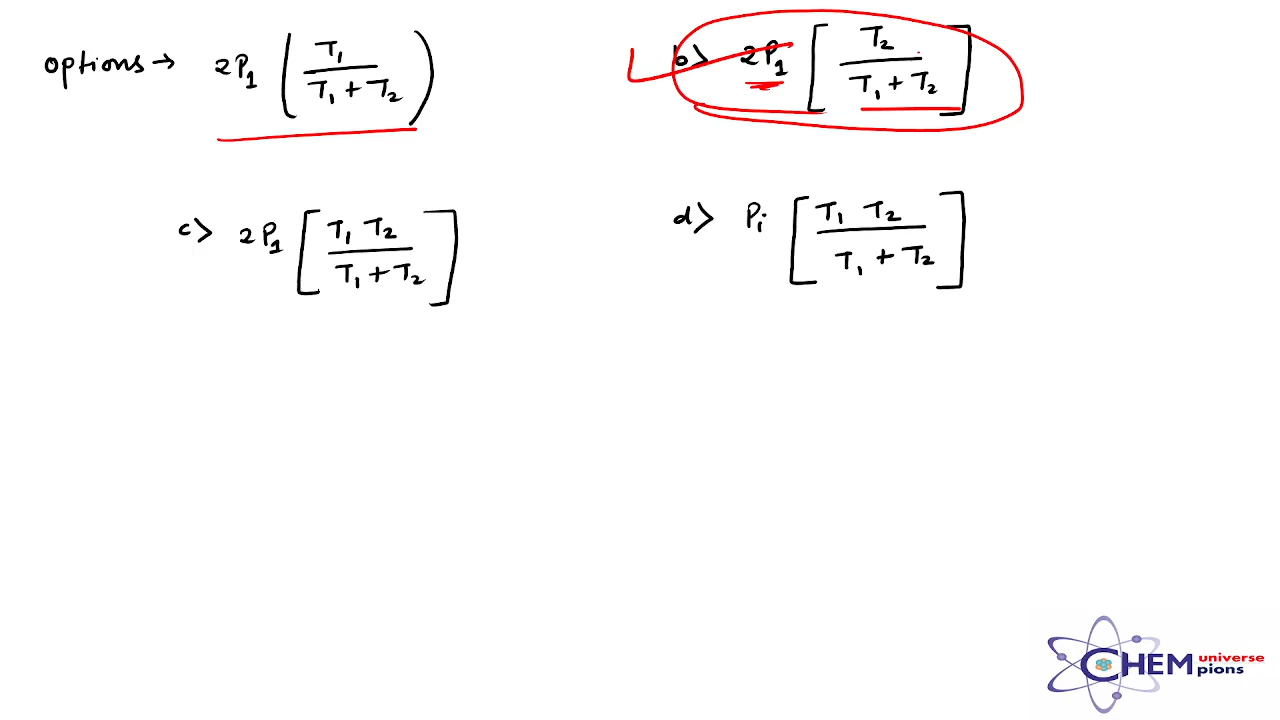 options → 2P₁ (T₁ / T₁ + T₂) b> 2P₁ [T₂ / T₁ + T₂]
c> 2P₁ [T₁ T₂ / T₁ + T₂] d> Pi [T₁ T₂ / T₁ + T₂]
CHEM universe
pions